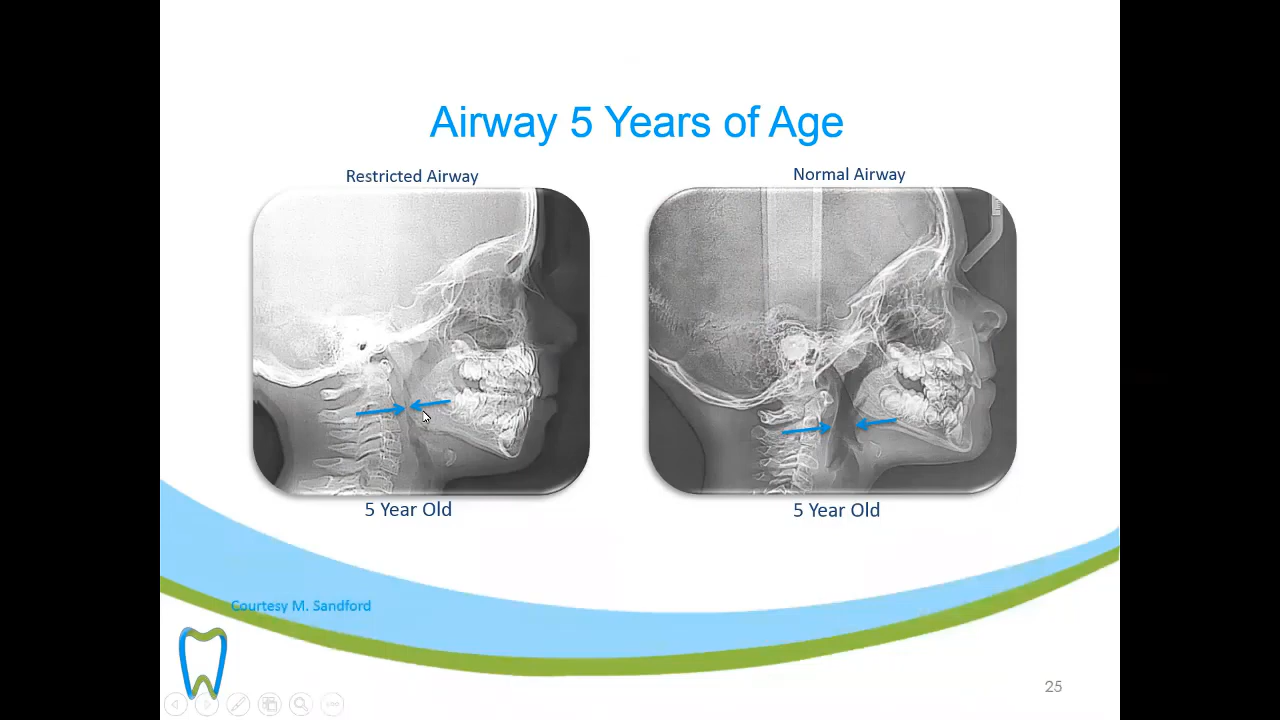 Airway 5 Years of Age
Restricted Airway
Normal Airway
5 Year Old
5 Year Old
Courtesy M. Sandford
25